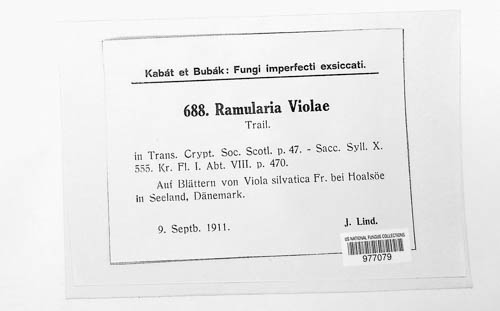 Kabát et Bubák: Fungi imperfecti exsiccati.
688. Ramularia Violae
Trail.
in Trans. Crypt. Soc. Scotl. p. 47. - Sacc. Syll. X.
555. Kr. Fl. I. Abt. VIII. p. 470.
Auf Blättern von Viola silvatica Fr. bei Hoalsöe
in Seeland, Dänemark.
9. Septb. 1911.
J. Lind.
US NATIONAL FUNGUS COLLECTIONS
977079